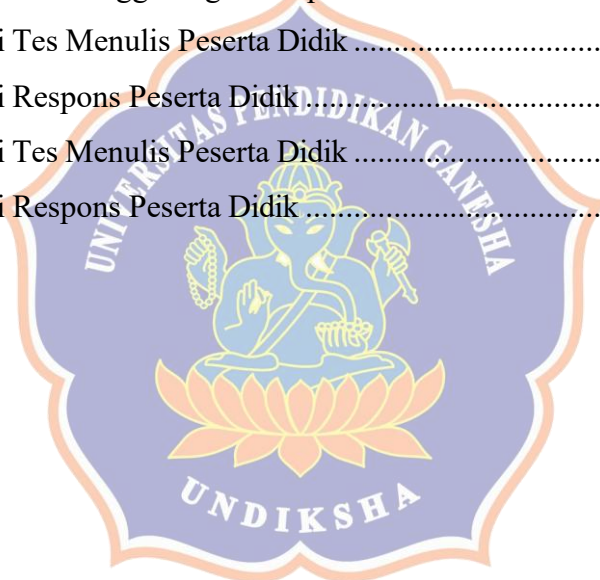 i Tes Menulis Peserta Didik ............................
i Respons Peserta Didik ..................................
i Tes Menulis Peserta Didik ............................
i Respons Peserta Didik ..................................
UNIVERSITAS PENDIDIKAN GANESHA
UNDIKSHA